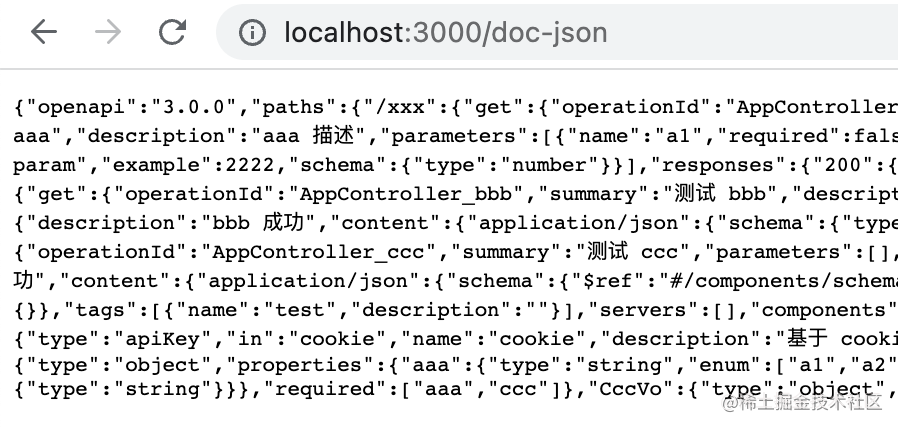 localhost:3000/doc-json
{"openapi":"3.0.0","paths":{"/xxx":{"get":{"operationId":"AppController
aaa","description":"aaa 描述","parameters":[{"name":"a1","required":fals
param","example":2222,"schema":{"type":"number"}}],"responses":{"200":{
{"get":{"operationId":"AppController_bbb","summary":"测试 bbb","descript
{"description":"bbb 成功","content":{"application/json":{"schema":{"type
{"operationId":"AppController_ccc","summary":"测试 ccc","parameters":[],
功","content":{"application/json":{"schema":{"$ref":"#/components/schema
{}},"tags":[{"name":"test","description":""}],"servers":[],"components"
{"type":"apiKey","in":"cookie","name":"cookie","description":"基于 cooki
{"type":"object","properties":{"aaa":{"type":"string","enum":["a1","a2"
{"type":"string"}}},"required":["aaa","ccc"]},"CccVo":{"type":"object",
@稀土掘金技术社区